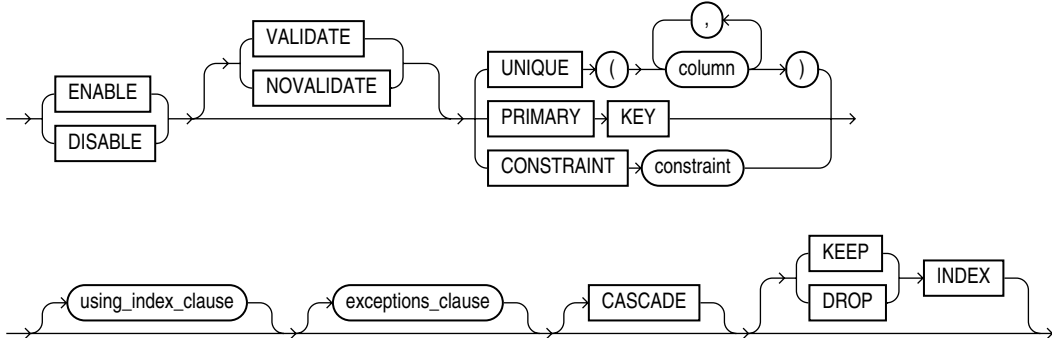 VALIDATE
NOVALIDATE
ENABLE
DISABLE
,
UNIQUE ( column )
PRIMARY KEY
CONSTRAINT constraint
using_index_clause exceptions_clause CASCADE
KEEP
DROP
INDEX